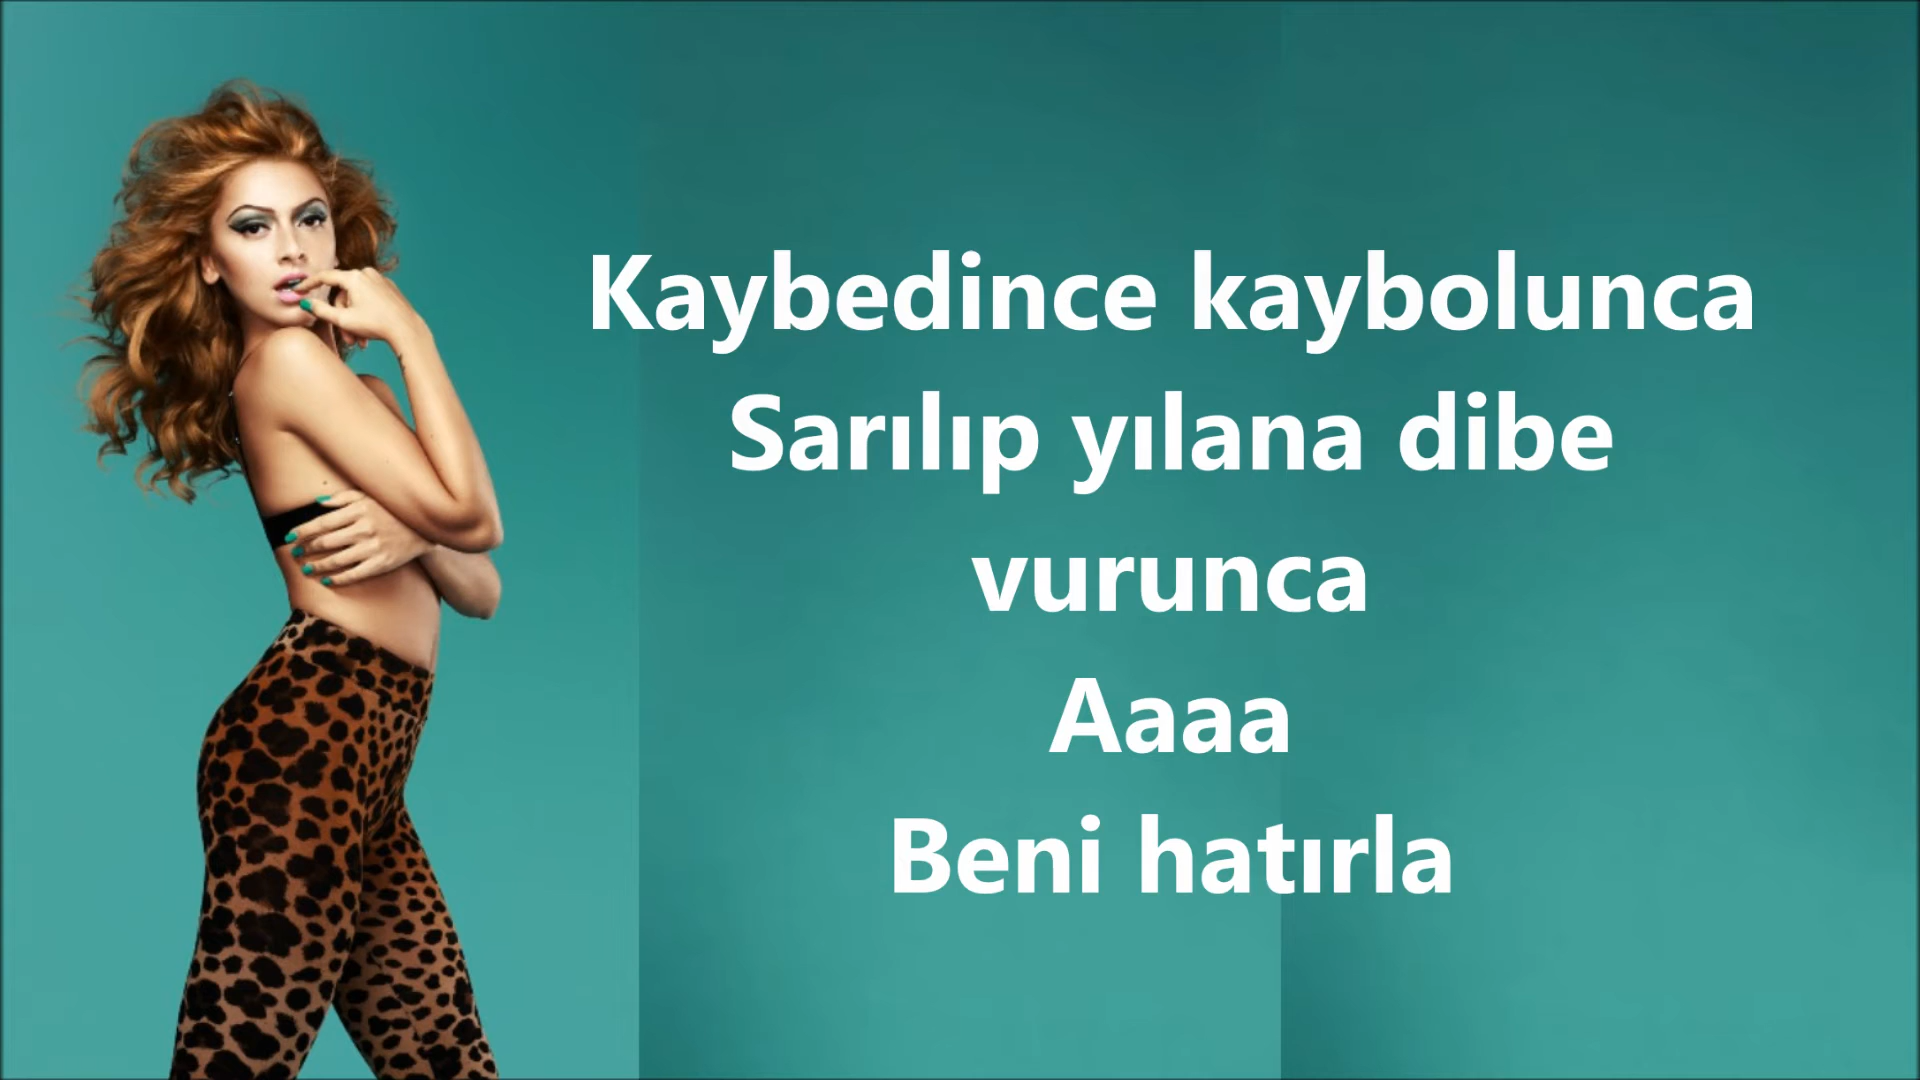 Kaybedince kaybolunca
Sarılıp yılana dibe
vurunca
Aaaa
Beni hatırla